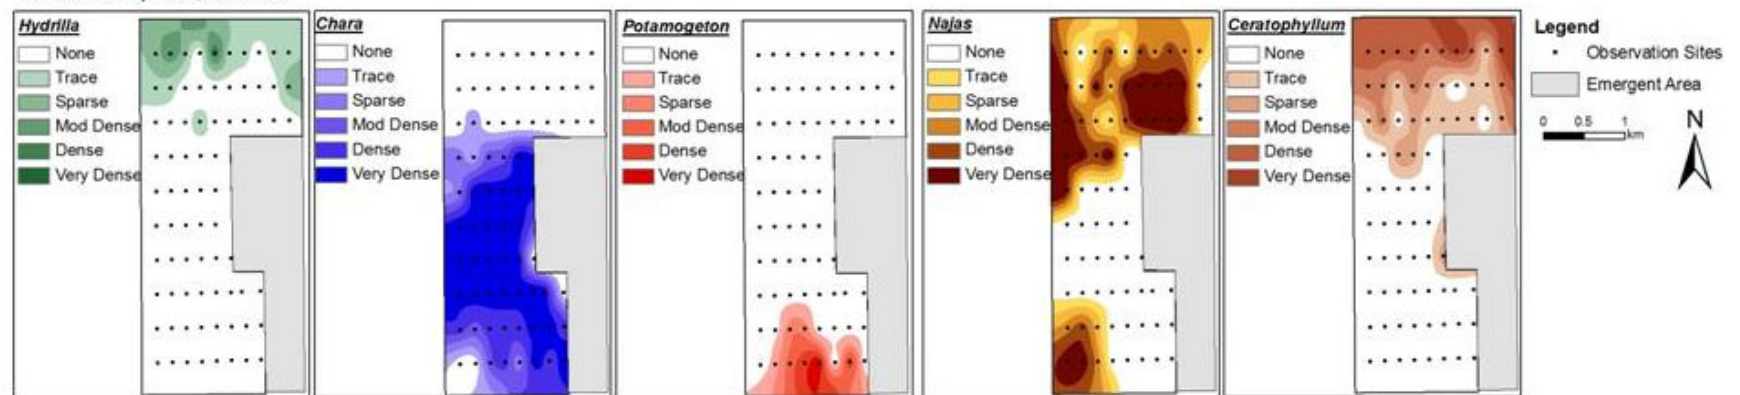 Hydrilla
None
Trace
Sparse
Mod Dense
Dense
Very Dense
Chara
None
Trace
Sparse
Mod Dense
Dense
Very Dense
Potamogeton
None
Trace
Sparse
Mod Dense
Dense
Very Dense
Najas
None
Trace
Sparse
Mod Dense
Dense
Very Dense
Ceratophyllum
None
Trace
Sparse
Mod Dense
Dense
Very Dense
Legend
Observation Sites
Emergent Area
0 0.5 1
km
N